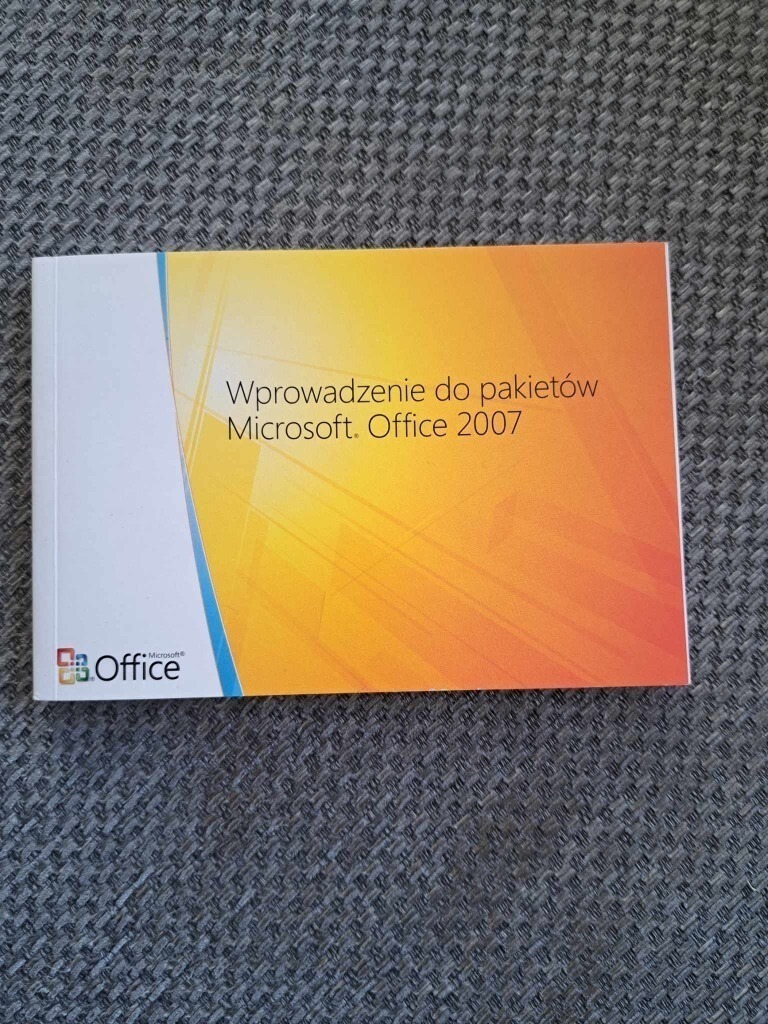 Wprowadzenie do pakietów
Microsoft® Office 2007
Microsoft®
Office